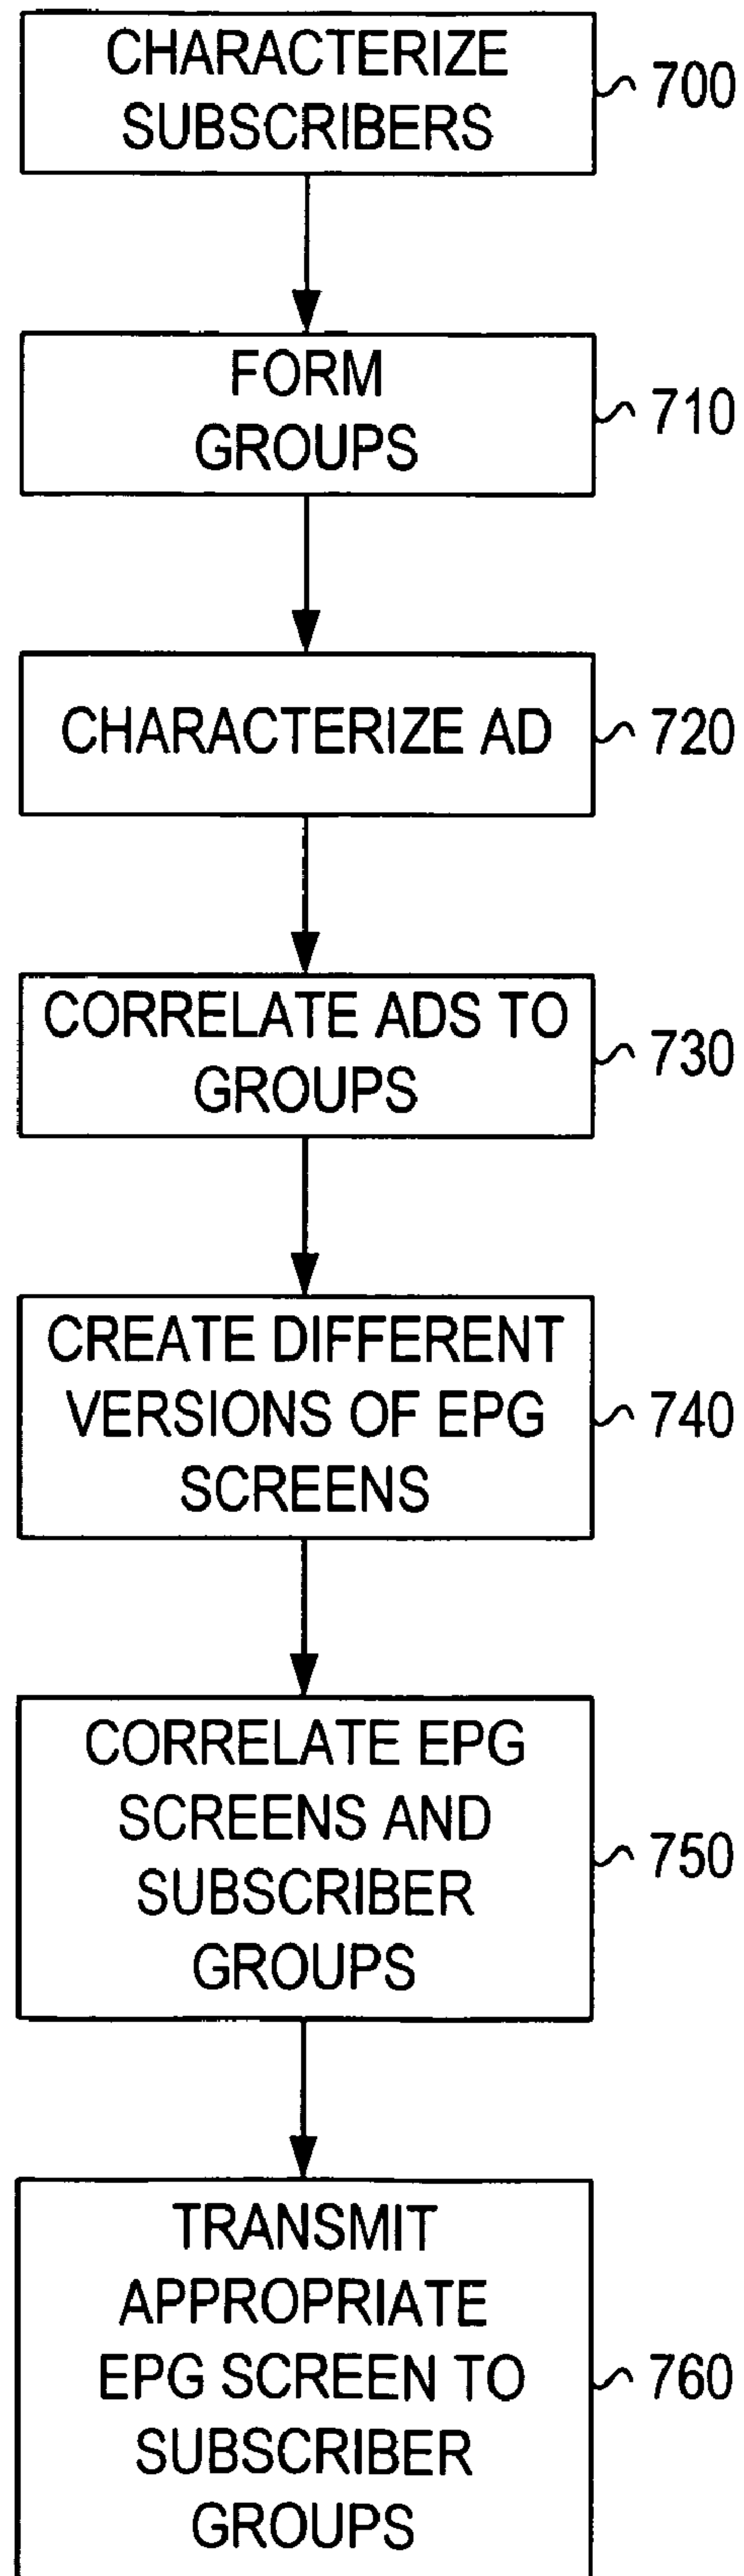 CHARACTERIZE
SUBSCRIBERS
700
FORM
GROUPS
710
CHARACTERIZE AD
720
CORRELATE ADS TO
GROUPS
730
CREATE DIFFERENT
VERSIONS OF EPG
SCREENS
740
CORRELATE EPG
SCREENS AND
SUBSCRIBER
GROUPS
750
TRANSMIT
APPROPRIATE
EPG SCREEN TO
SUBSCRIBER
GROUPS
760